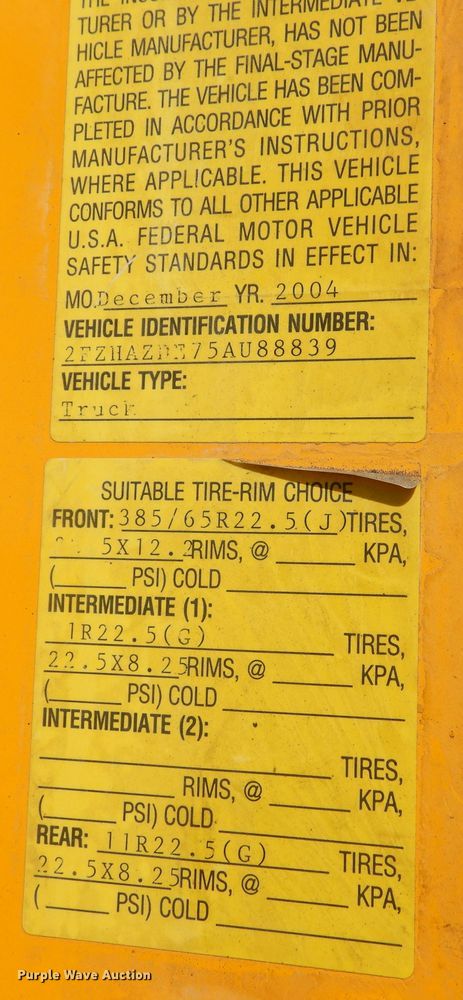 TURER OR BY THE INTERMEDIATE VE-
HICLE MANUFACTURER, HAS NOT BEEN
AFFECTED BY THE FINAL-STAGE MANU-
FACTURE. THE VEHICLE HAS BEEN COM-
PLETED IN ACCORDANCE WITH PRIOR
MANUFACTURER'S INSTRUCTIONS,
WHERE APPLICABLE. THIS VEHICLE
CONFORMS TO ALL OTHER APPLICABLE
U.S.A. FEDERAL MOTOR VEHICLE
SAFETY STANDARDS IN EFFECT IN:
MO. December YR. 2004
VEHICLE IDENTIFICATION NUMBER:
VEHICLE TYPE:
Truck
SUITABLE TIRE-RIM CHOICE
FRONT: 385/65R22.5(J) TIRES,
5X12.2 RIMS, @ KPA,
( PSI) COLD
INTERMEDIATE (1):
1R22.5(G) TIRES,
22.5X8.25 RIMS, @ KPA,
( PSI) COLD
INTERMEDIATE (2):
TIRES,
RIMS, @ KPA,
( PSI) COLD
REAR: 11R22.5(G) TIRES,
22.5X8.25 RIMS, @ KPA,
( PSI) COLD
Purple Wave Auction